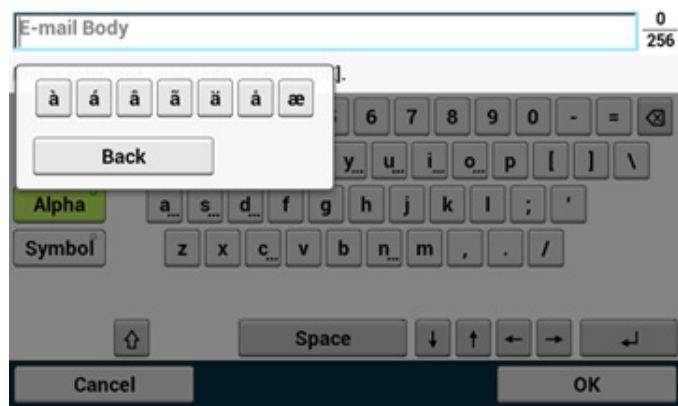 E-mail Body
0
256
].
à á â ã ä å æ
6 7 8 9 0 - =
Back
y... u... i... o... p [ ] \
Alpha
a... s... d... f g h j k l ; '
Symbol
z x c... v b n... m , . /
Space ↓ ↑ ← →
Cancel
OK